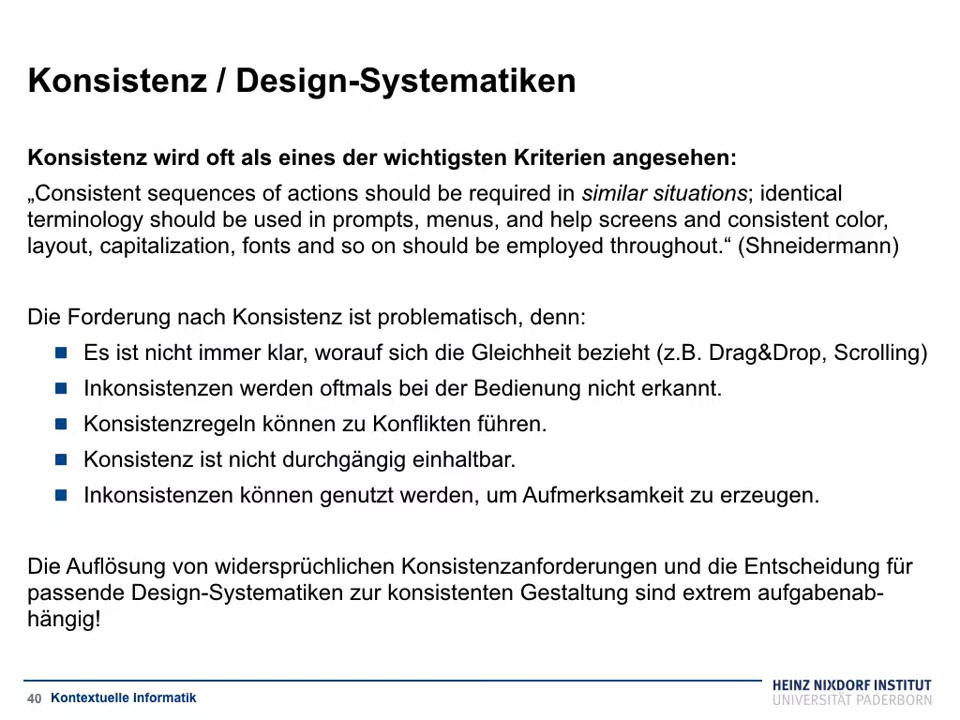 Konsistenz / Design-Systematiken
Konsistenz wird oft als eines der wichtigsten Kriterien angesehen:
„Consistent sequences of actions should be required in similar situations; identical
terminology should be used in prompts, menus, and help screens and consistent color,
layout, capitalization, fonts and so on should be employed throughout.“ (Shneidermann)
Die Forderung nach Konsistenz ist problematisch, denn:
■ Es ist nicht immer klar, worauf sich die Gleichheit bezieht (z.B. Drag&Drop, Scrolling)
■ Inkonsistenzen werden oftmals bei der Bedienung nicht erkannt.
■ Konsistenzregeln können zu Konflikten führen.
■ Konsistenz ist nicht durchgängig einhaltbar.
■ Inkonsistenzen können genutzt werden, um Aufmerksamkeit zu erzeugen.
Die Auflösung von widersprüchlichen Konsistenzanforderungen und die Entscheidung für
passende Design-Systematiken zur konsistenten Gestaltung sind extrem aufgabenab-
hängig!
40 Kontextuelle Informatik
HEINZ NIXDORF INSTITUT
UNIVERSITÄT PADERBORN